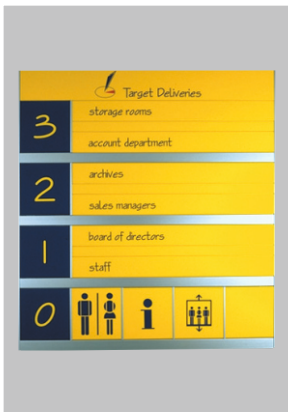 Target Deliveries
3
storage rooms
account department
2
archives
sales managers
1
board of directors
staff
0
i